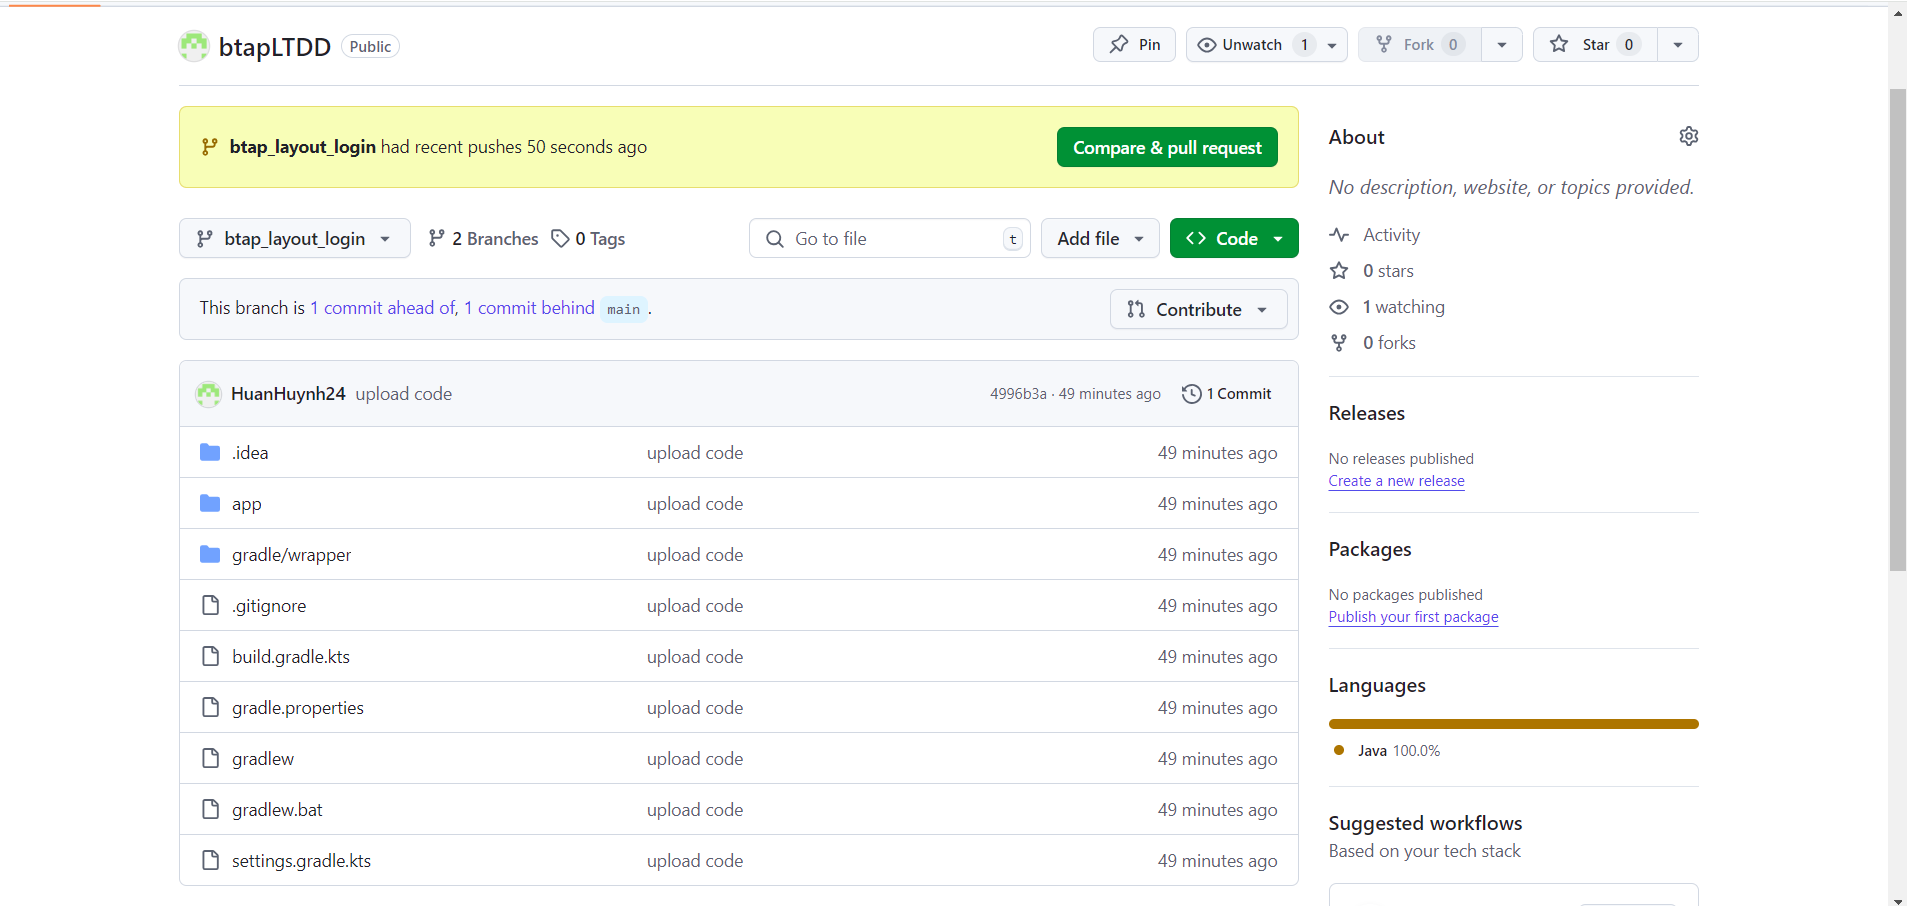 btapLTDD Public
Pin Unwatch 1 Fork 0 Star 0
btap_layout_login had recent pushes 50 seconds ago Compare & pull request
btap_layout_login 2 Branches 0 Tags Go to file t Add file Code
This branch is 1 commit ahead of, 1 commit behind main .
Contribute
HuanHuynh24 upload code 4996b3a · 49 minutes ago 1 Commit
.idea upload code 49 minutes ago
app upload code 49 minutes ago
gradle/wrapper upload code 49 minutes ago
.gitignore upload code 49 minutes ago
build.gradle.kts upload code 49 minutes ago
gradle.properties upload code 49 minutes ago
gradlew upload code 49 minutes ago
gradlew.bat upload code 49 minutes ago
settings.gradle.kts upload code 49 minutes ago
About
No description, website, or topics provided.
Activity
0 stars
1 watching
0 forks
Releases
No releases published
Create a new release
Packages
No packages published
Publish your first package
Languages
Java 100.0%
Suggested workflows
Based on your tech stack